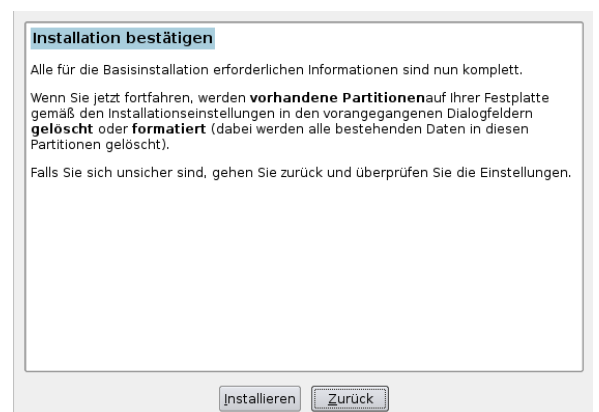 Installation bestätigen
Alle für die Basisinstallation erforderlichen Informationen sind nun komplett.
Wenn Sie jetzt fortfahren, werden vorhandene Partitionenauf Ihrer Festplatte
gemäß den Installationseinstellungen in den vorangegangenen Dialogfeldern
gelöscht oder formatiert (dabei werden alle bestehenden Daten in diesen
Partitionen gelöscht).
Falls Sie sich unsicher sind, gehen Sie zurück und überprüfen Sie die Einstellungen.
Installieren
Zurück